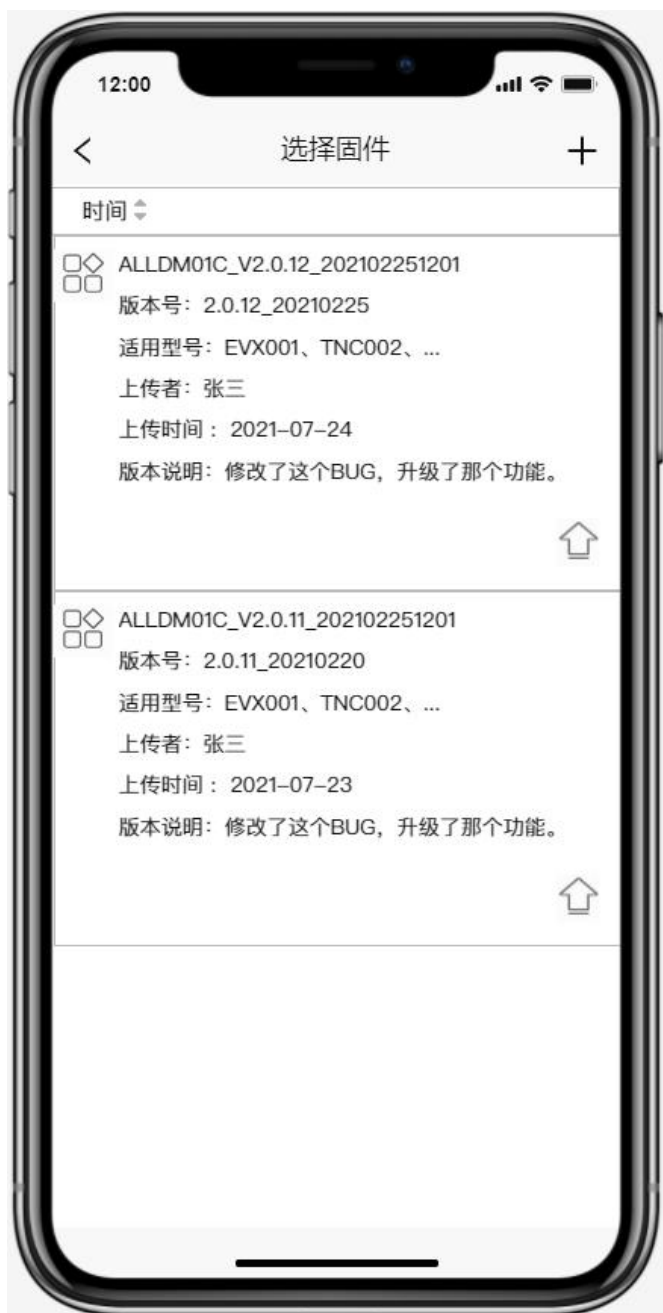 12:00
选择固件
时间
ALLDM01C_V2.0.12_202102251201
版本号：2.0.12_20210225
适用型号：EVX001、TNC002、...
上传者：张三
上传时间 ：2021–07–24
版本说明：修改了这个BUG，升级了那个功能。
ALLDM01C_V2.0.11_202102251201
版本号：2.0.11_20210220
适用型号：EVX001、TNC002、...
上传者：张三
上传时间 ：2021–07–23
版本说明：修改了这个BUG，升级了那个功能。